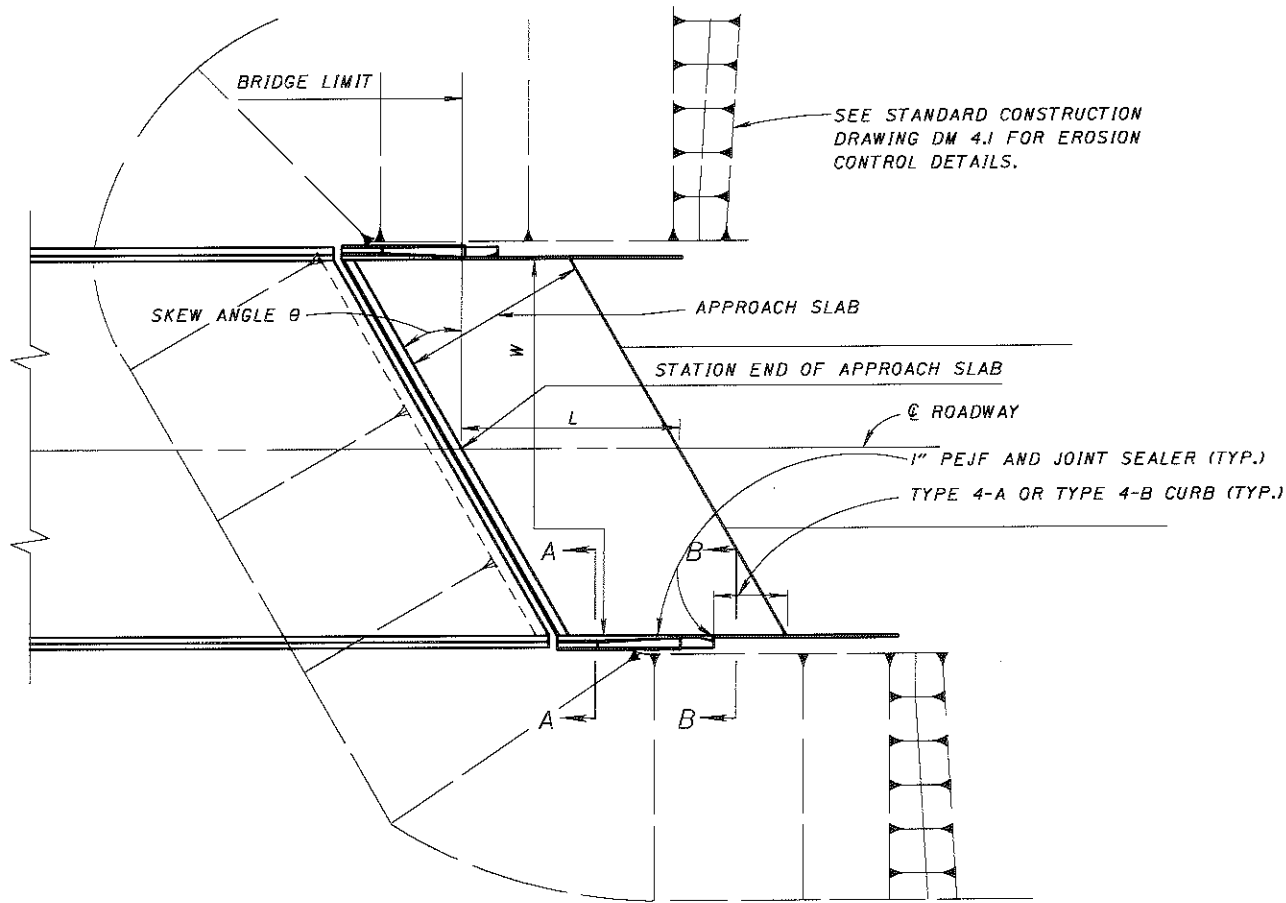 BRIDGE LIMIT
SEE STANDARD CONSTRUCTION
DRAWING DM 4.1 FOR EROSION
CONTROL DETAILS.
SKEW ANGLE θ
APPROACH SLAB
W
STATION END OF APPROACH SLAB
L
℄ ROADWAY
1" PEJF AND JOINT SEALER (TYP.)
TYPE 4-A OR TYPE 4-B CURB (TYP.)
A
B
A
B